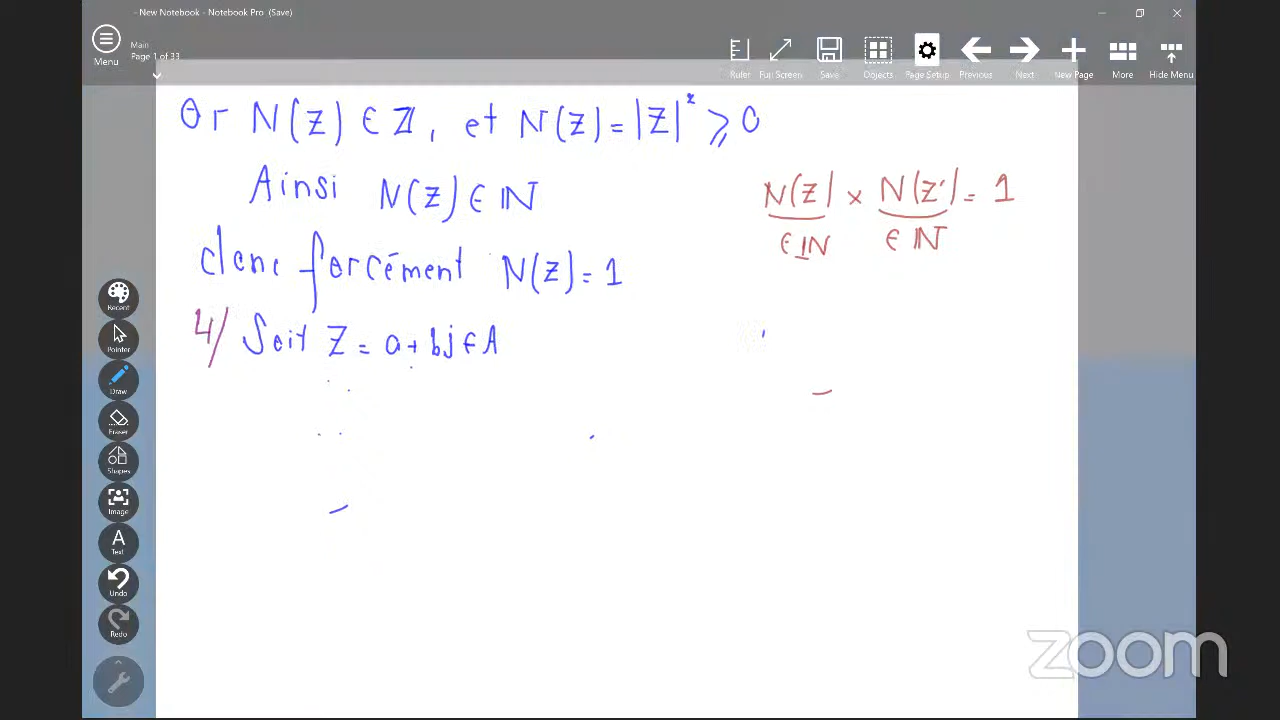 - New Notebook - Notebook Pro (Save)
Menu
Main
Page 1 of 33
Ruler
Full Screen
Save
Objects
Page Setup
Previous
Next
New Page
More
Hide Menu
Or N(Z) ∈ ℤ, et N(Z) = |Z|² ⩾ 0
Ainsi N(Z) ∈ ℕ
donc forcément N(Z) = 1
N(Z) × N(Z') = 1
∈ ℕ ∈ ℕ
4/ Soit Z = a + bj ∈ A
Recent
Pointer
Draw
Eraser
Shapes
Image
A
Text
Undo
Redo
zoom